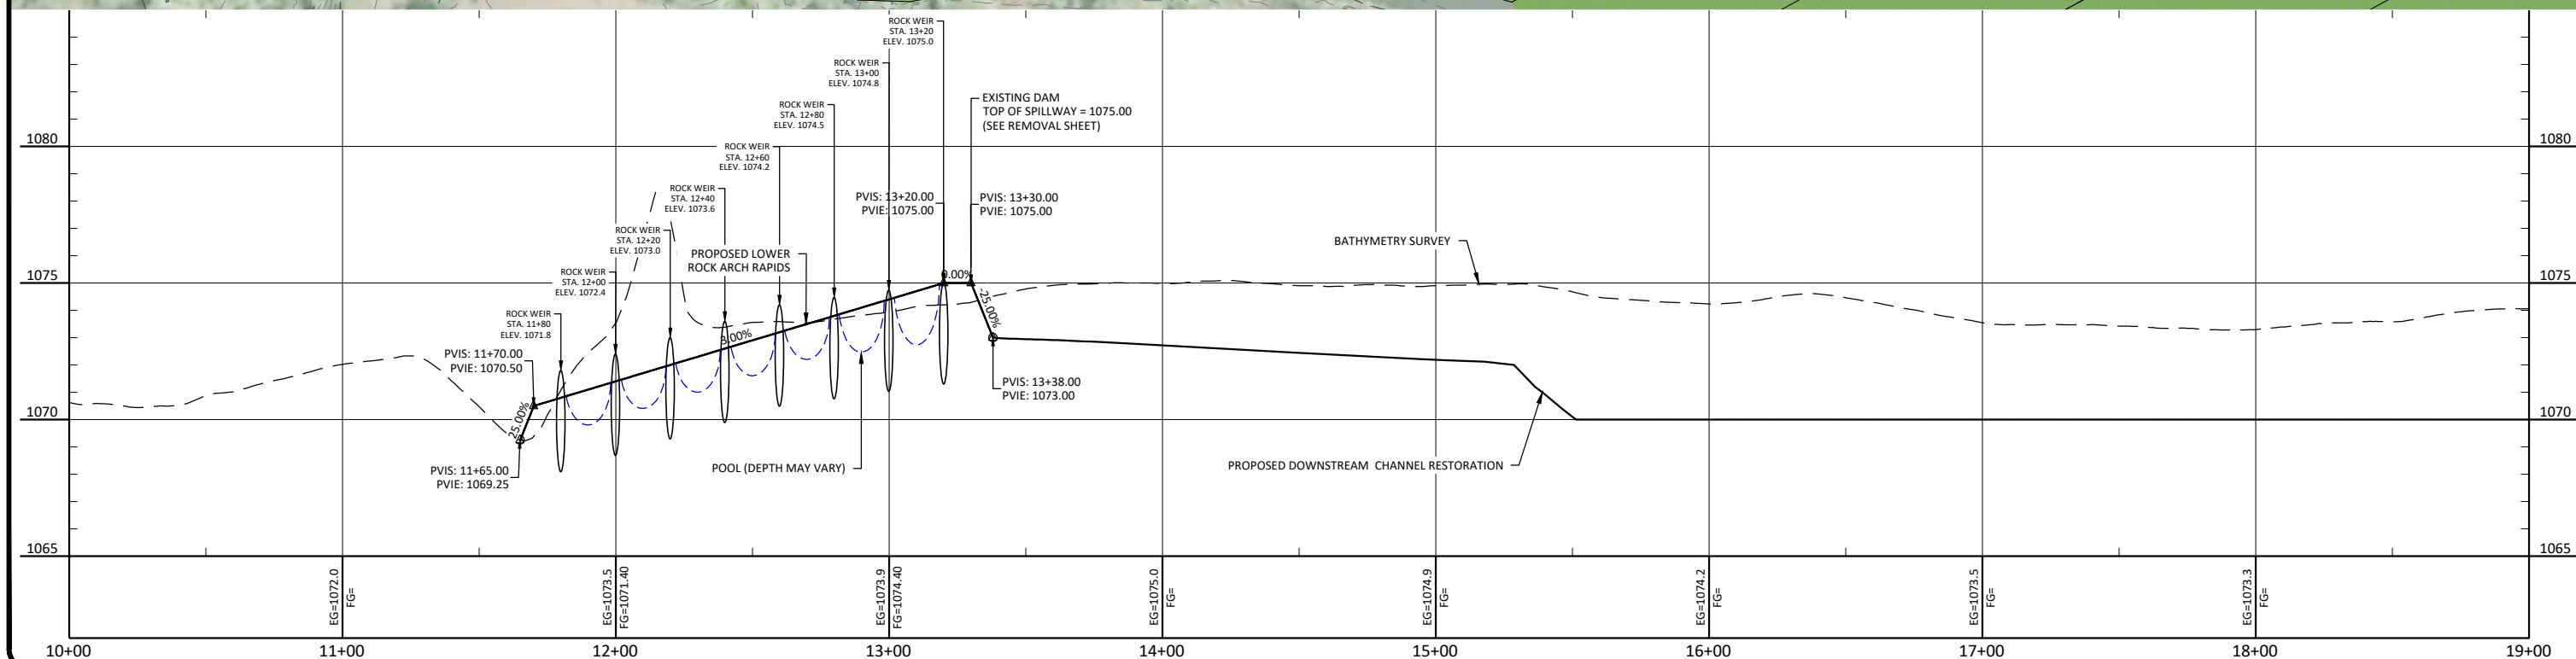 ROCK WEIR
STA. 13+20
ELEV. 1075.0
ROCK WEIR
STA. 13+00
ELEV. 1074.8
EXISTING DAM
TOP OF SPILLWAY = 1075.00
(SEE REMOVAL SHEET)
ROCK WEIR
STA. 12+80
ELEV. 1074.5
1080
1080
ROCK WEIR
STA. 12+60
ELEV. 1074.2
ROCK WEIR
STA. 12+40
ELEV. 1073.6
PVIS: 13+20.00
PVIE: 1075.00
PVIS: 13+30.00
PVIE: 1075.00
ROCK WEIR
STA. 12+20
ELEV. 1073.0
PROPOSED LOWER
ROCK ARCH RAPIDS
BATHYMETRY SURVEY
ROCK WEIR
STA. 12+00
ELEV. 1072.4
1075
0.00%
1075
-25.00%
ROCK WEIR
STA. 11+80
ELEV. 1071.8
3.00%
PVIS: 11+70.00
PVIE: 1070.50
PVIS: 13+38.00
PVIE: 1073.00
1070
25.00%
1070
PVIS: 11+65.00
PVIE: 1069.25
POOL (DEPTH MAY VARY)
PROPOSED DOWNSTREAM CHANNEL RESTORATION
1065
1065
EG=1072.0
FG=
EG=1073.5
FG=1071.40
EG=1073.9
FG=1074.40
EG=1075.0
FG=
EG=1074.9
FG=
EG=1074.2
FG=
EG=1073.5
FG=
EG=1073.3
FG=
10+00
11+00
12+00
13+00
14+00
15+00
16+00
17+00
18+00
19+00